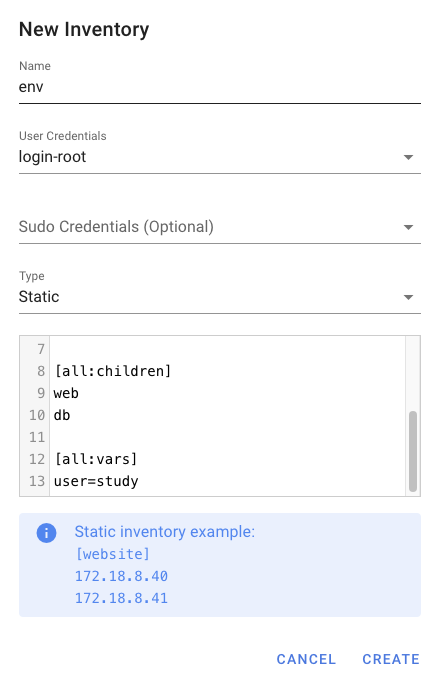 New Inventory
Name
env
User Credentials
login-root
Sudo Credentials (Optional)
Type
Static
7
8 [all:children]
9 web
10 db
11
12 [all:vars]
13 user=study
Static inventory example:
[website]
172.18.8.40
172.18.8.41
CANCEL CREATE